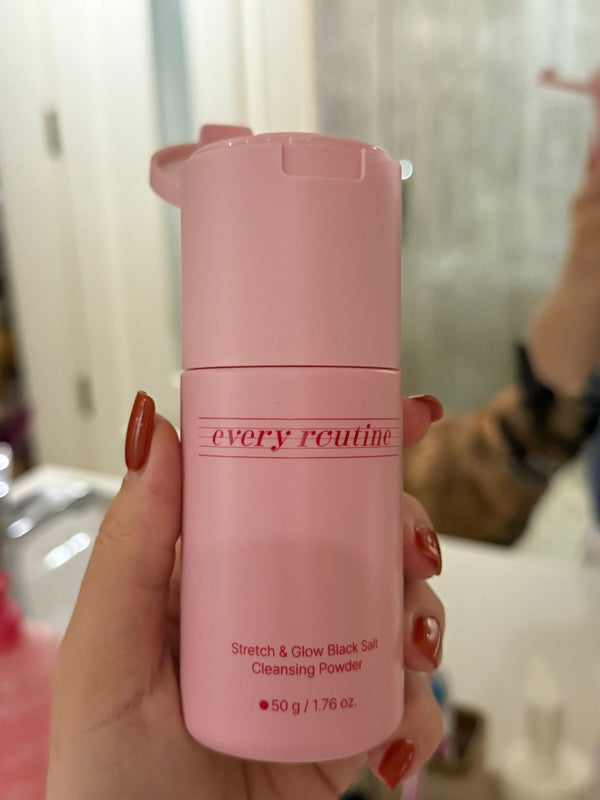 every routine
Stretch & Glow Black Salt
Cleansing Powder
●50 g / 1.76 oz.